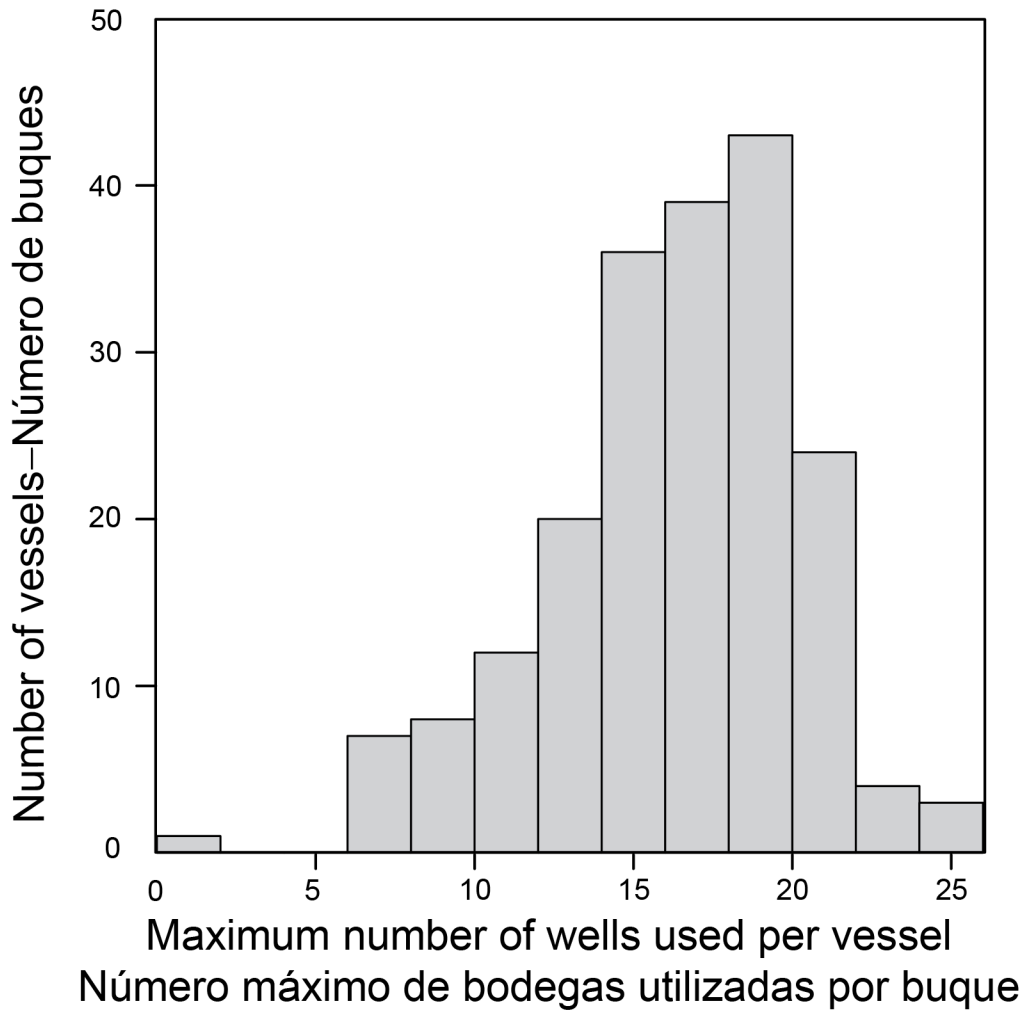 50
40
30
20
10
0
Number of vessels–Número de buques
0 5 10 15 20 25
Maximum number of wells used per vessel
Número máximo de bodegas utilizadas por buque